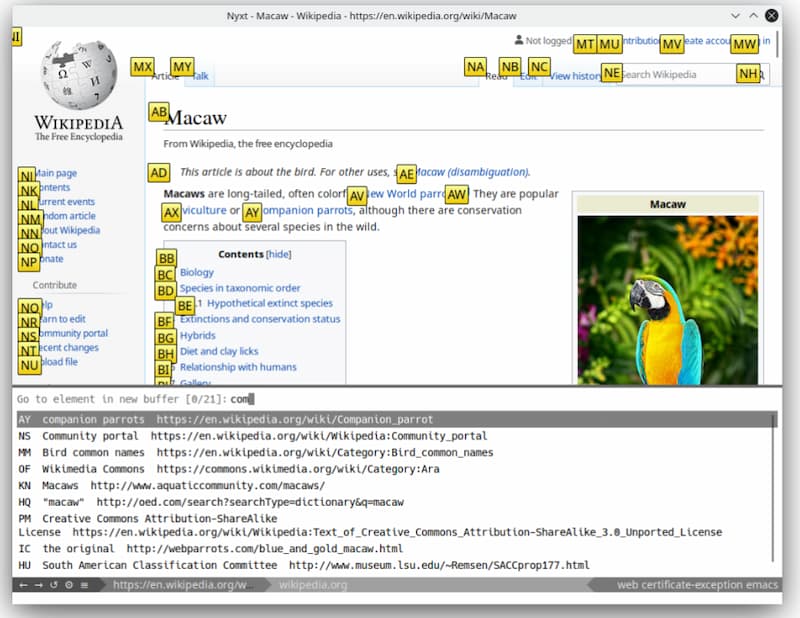 Nyxt - Macaw - Wikipedia - https://en.wikipedia.org/wiki/Macaw
NI
Not logged MT MU ntributio MV eate accou MW in
MX MY NA NB NC
Article Talk Read Edit View history NE Search Wikipedia NH
WIKIPEDIA
The Free Encyclopedia
AB Macaw
From Wikipedia, the free encyclopedia
AD This article is about the bird. For other uses, s AE Macaw (disambiguation).
Macaws are long-tailed, often colorf AV New World parro AW They are popular
AX viculture or AY ompanion parrots, although there are conservation
concerns about several species in the wild.
Macaw
NJ Main page
NK ontents
NL urrent events
NM ndom article
NN out Wikipedia
NO ntact us
NP onate
Contribute
NQ elp
NR arn to edit
NS ommunity portal
NT ecent changes
NU pload file
BB Contents [hide]
BC Biology
BD Species in taxonomic order
BE .1 Hypothetical extinct species
BF Extinctions and conservation status
BG Hybrids
BH Diet and clay licks
BI Relationship with humans
7 Gallery
Go to element in new buffer [0/21]: com
AY companion parrots https://en.wikipedia.org/wiki/Companion_parrot
NS Community portal https://en.wikipedia.org/wiki/Wikipedia:Community_portal
MM Bird common names https://en.wikipedia.org/wiki/Category:Bird_common_names
OF Wikimedia Commons https://commons.wikimedia.org/wiki/Category:Ara
KN Macaws http://www.aquaticcommunity.com/macaws/
HQ "macaw" http://oed.com/search?searchType=dictionary&q=macaw
PM Creative Commons Attribution-ShareAlike
License https://en.wikipedia.org/wiki/Wikipedia:Text_of_Creative_Commons_Attribution-ShareAlike_3.0_Unported_License
IC the original http://webparrots.com/blue_and_gold_macaw.html
HU South American Classification Committee http://www.museum.lsu.edu/~Remsen/SACCprop177.html
https://en.wikipedia.org/w… wikipedia.org web certificate-exception emacs